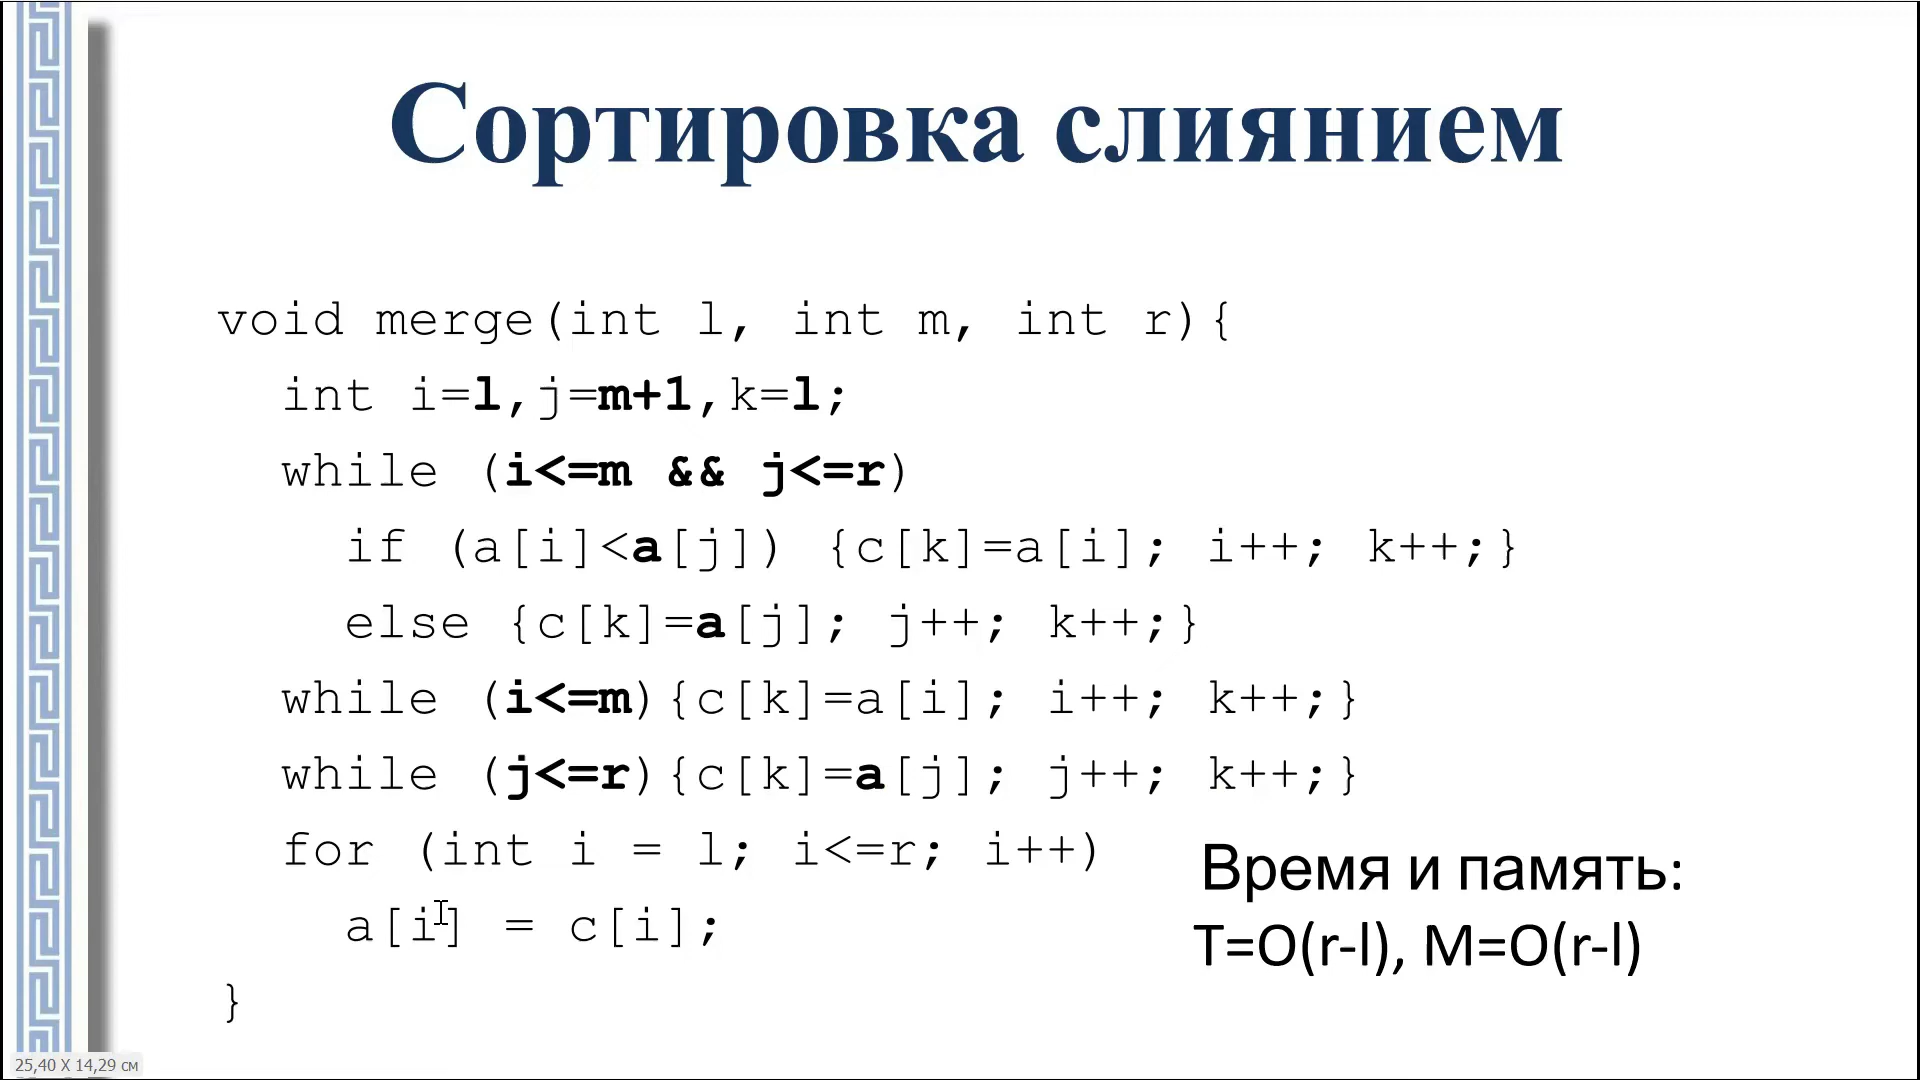 Сортировка слиянием
void merge(int l, int m, int r){
int i=l,j=m+1,k=l;
while (i<=m && j<=r)
if (a[i]<a[j]) {c[k]=a[i]; i++; k++;}
else {c[k]=a[j]; j++; k++;}
while (i<=m){c[k]=a[i]; i++; k++;}
while (j<=r){c[k]=a[j]; j++; k++;}
for (int i = l; i<=r; i++)
a[i] = c[i];
}
Время и память:
T=O(r-l), M=O(r-l)
25,40 X 14,29 см